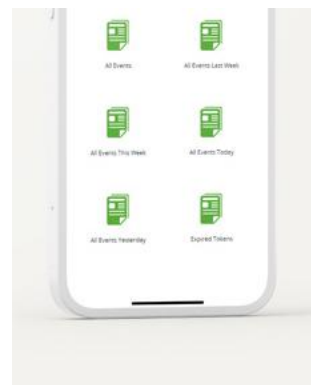 All Events
All Events Last Week
All Events This Week
All Events Today
All Events Yesterday
Expired Tokens